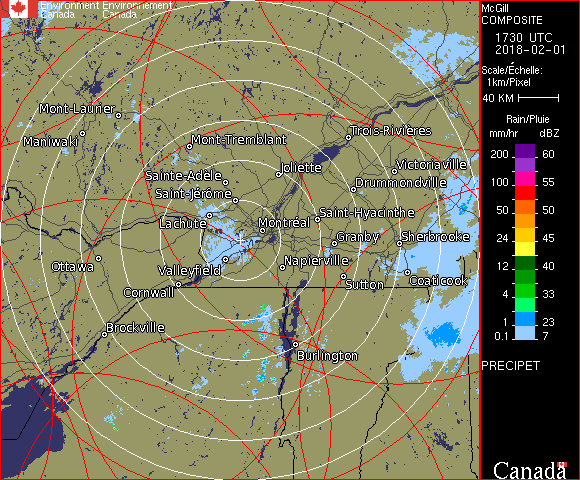 Environment Environnement
Canada Canada
McGill
COMPOSITE
1730 UTC
2018-02-01
Scale/Échelle:
1km/Pixel
40 KM
Rain/Pluie
mm/hr dBZ
200 60
100 55
50 50
24 45
12 40
4 33
1 23
0.1 7
Mont-Laurier
Maniwaki
Mont-Tremblant
Trois-Rivières
Joliette
Victoriaville
Sainte-Adèle
Drummondville
Saint-Jérôme
Lachute
Saint-Hyacinthe
Montréal
Granby
Sherbrooke
Ottawa
Valleyfield
Napierville
Coaticook
Cornwall
Sutton
Brockville
Burlington
PRECIPET
Canada